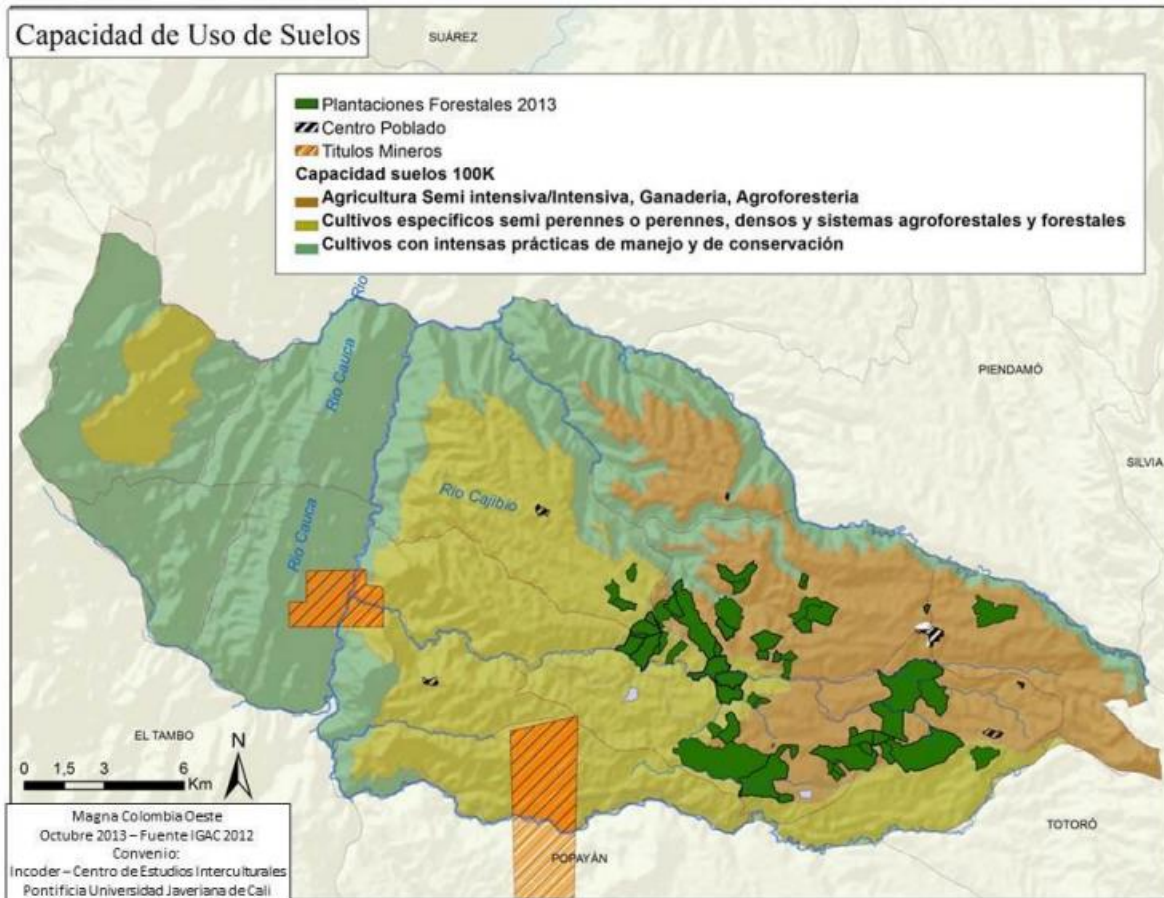 Capacidad de Uso de Suelos
SUÁREZ
Plantaciones Forestales 2013
Centro Poblado
Titulos Mineros
Capacidad suelos 100K
Agricultura Semi intensiva/Intensiva, Ganaderia, Agroforesteria
Cultivos específicos semi perennes o perennes, densos y sistemas agroforestales y forestales
Cultivos con intensas prácticas de manejo y de conservación
Rio
Rio Cauca
PIENDAMÓ
SILVIA
Rio Cajibio
Rio Cauca
EL TAMBO
N
0 1,5 3 6
Km
TOTORÓ
POPAYÁN
Magna Colombia Oeste
Octubre 2013 – Fuente IGAC 2012
Convenio:
Incoder – Centro de Estudios Interculturales
Pontificia Universidad Javeriana de Cali